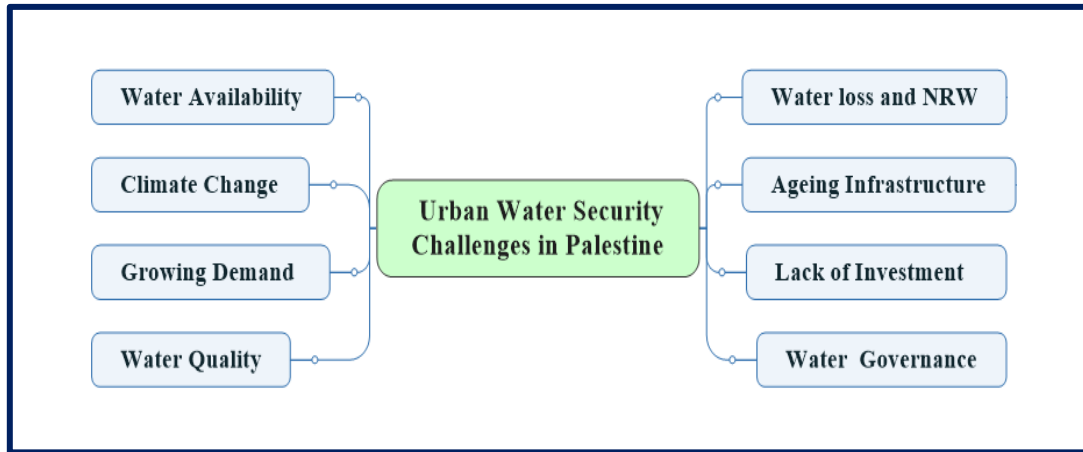 Water Availability
Climate Change
Growing Demand
Water Quality
Urban Water Security
Challenges in Palestine
Water loss and NRW
Ageing Infrastructure
Lack of Investment
Water Governance